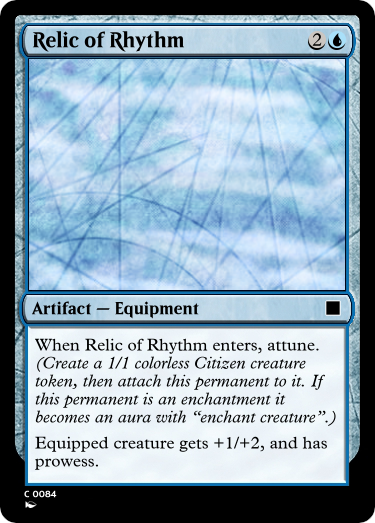 Relic of Rhythm 2
Artifact — Equipment
When Relic of Rhythm enters, attune.
(Create a 1/1 colorless Citizen creature
token, then attach this permanent to it. If
this permanent is an enchantment it
becomes an aura with “enchant creature”.)
Equipped creature gets +1/+2, and has
prowess.
C 0084